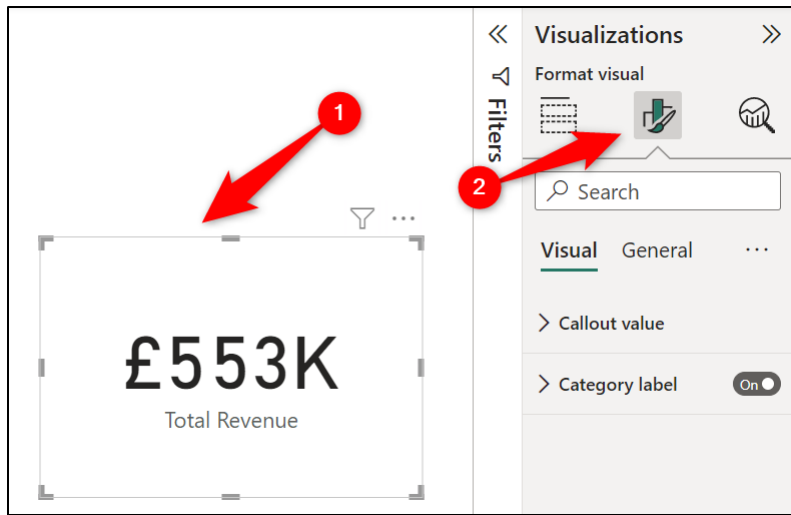 1
£553K
Total Revenue
Filters
Visualizations
Format visual
2
Search
Visual General
Callout value
Category label On